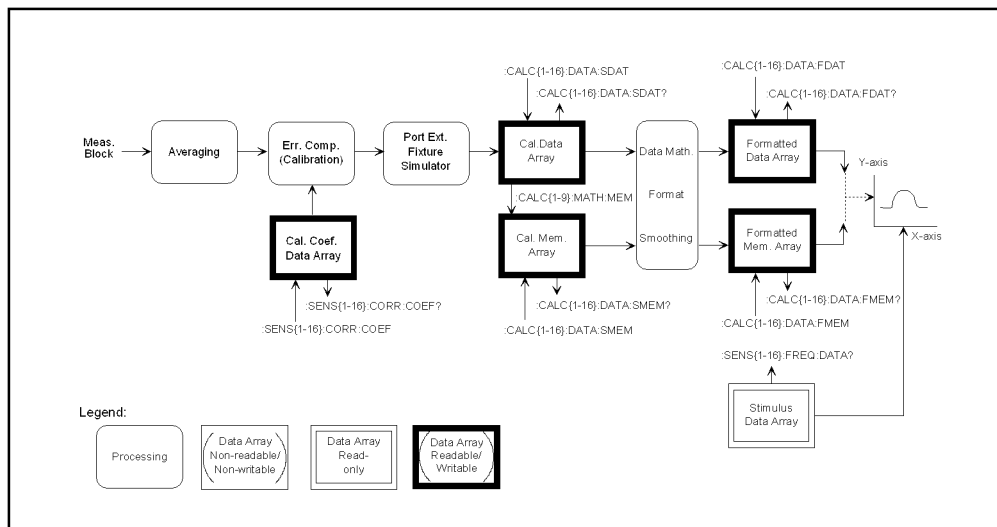 :CALC{1-16}:DATA:SDAT
:CALC{1-16}:DATA:SDAT?
:CALC{1-16}:DATA:FDAT
:CALC{1-16}:DATA:FDAT?
Meas.
Block
Averaging
Err. Comp.
(Calibration)
Port Ext.
Fixture
Simulator
Cal.Data
Array
Data Math.
Format
Smoothing
Formatted
Data Array
Y-axis
X-axis
:CALC{1-9}:MATH:MEM
Cal. Coef.
Data Array
Cal. Mem.
Array
Formatted
Mem. Array
:SENS{1-16}:CORR:COEF?
:SENS{1-16}:CORR:COEF
:CALC{1-16}:DATA:SMEM?
:CALC{1-16}:DATA:SMEM
:CALC{1-16}:DATA:FMEM?
:CALC{1-16}:DATA:FMEM
:SENS{1-16}:FREQ:DATA?
Stimulus
Data Array
Legend:
Processing
Data Array
Non-readable/
Non-writable
Data Array
Read-
only
Data Array
Readable/
Writable